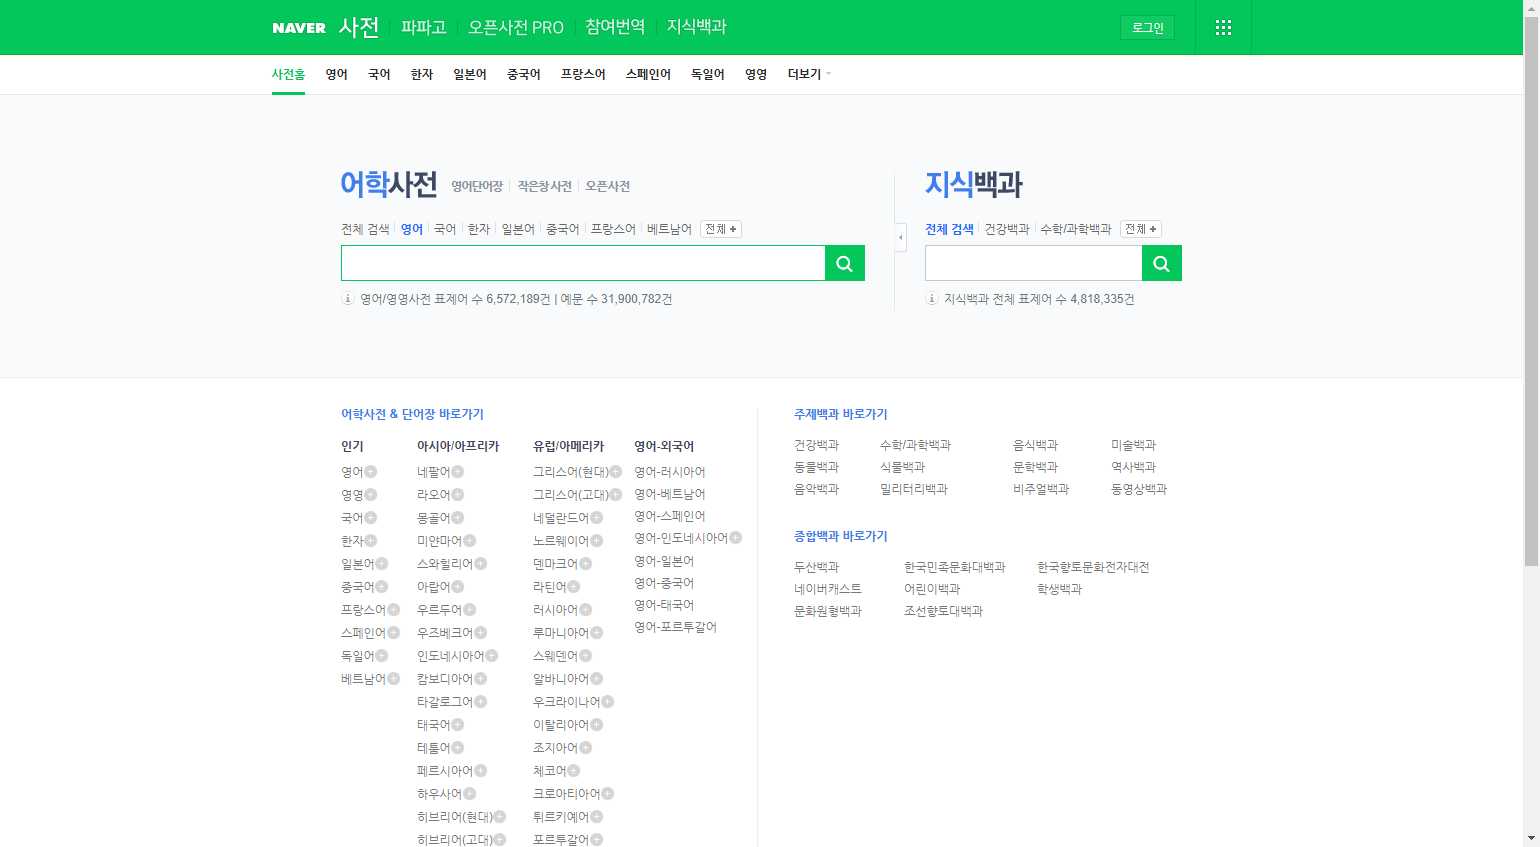 NAVER 사전 파파고 오픈사전 PRO 참여번역 지식백과 로그인
사전홈 영어 국어 한자 일본어 중국어 프랑스어 스페인어 독일어 영영 더보기
어학사전 영어단어장 작은창사전 오픈사전
전체 검색 영어 국어 한자 일본어 중국어 프랑스어 베트남어 전체 +
영어/영영사전 표제어 수 6,572,189건 | 예문 수 31,900,782건
지식백과
전체 검색 건강백과 수학/과학백과 전체 +
지식백과 전체 표제어 수 4,818,335건
어학사전 & 단어장 바로가기
인기
영어
영영
국어
한자
일본어
중국어
프랑스어
스페인어
독일어
베트남어
아시아/아프리카
네팔어
라오어
몽골어
미얀마어
스와힐리어
아랍어
우르두어
우즈베크어
인도네시아어
캄보디아어
타갈로그어
태국어
테툼어
페르시아어
하우사어
히브리어(현대)
히브리어(고대)
유럽/아메리카
그리스어(현대)
그리스어(고대)
네덜란드어
노르웨이어
덴마크어
라틴어
러시아어
루마니아어
스웨덴어
알바니아어
우크라이나어
이탈리아어
조지아어
체코어
크로아티아어
튀르키예어
포르투갈어
영어-외국어
영어-러시아어
영어-베트남어
영어-스페인어
영어-인도네시아어
영어-일본어
영어-중국어
영어-태국어
영어-포르투갈어
주제백과 바로가기
건강백과 수학/과학백과 음식백과 미술백과
동물백과 식물백과 문학백과 역사백과
음악백과 밀리터리백과 비주얼백과 동영상백과
종합백과 바로가기
두산백과 한국민족문화대백과 한국향토문화전자대전
네이버캐스트 어린이백과 학생백과
문화원형백과 조선향토대백과